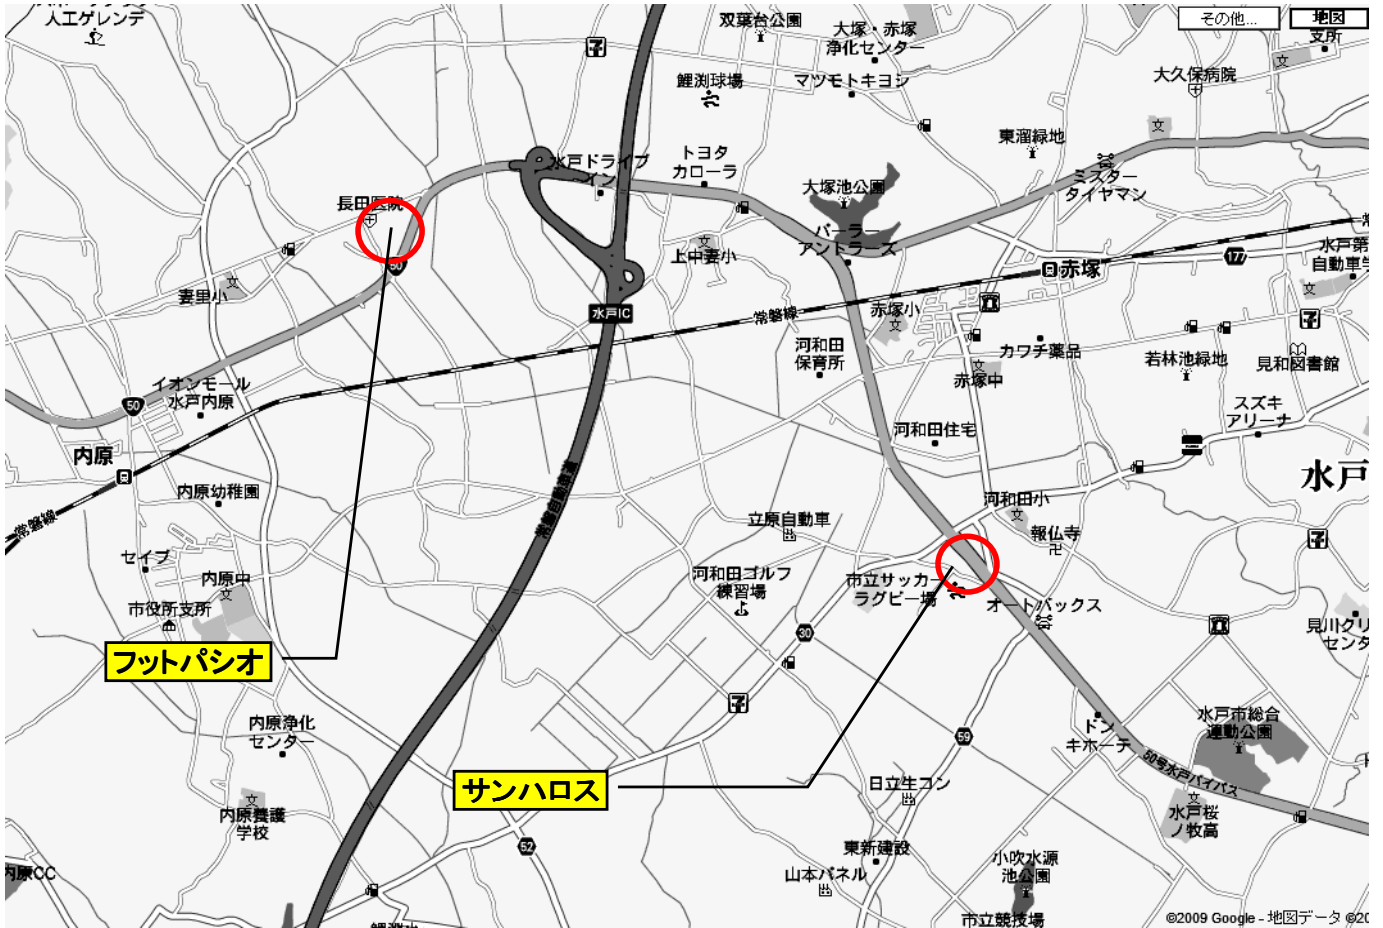 人工ゲレンデ
双葉台公園
大塚・赤塚
浄化センター
その他...
地図
支所
鯉渕球場
マツモトキヨシ
大久保病院
東溜緑地
水戸ドライブ
イン
トヨタ
カローラ
大塚池公園
ミスター
タイヤマン
長田医院
50
上中妻小
パーラー
アントラーズ
赤塚
177
水戸第
自動車学
妻里小
水戸IC
常磐線
赤塚小
河和田
保育所
カワチ薬品
赤塚中
若林池緑地
見和図書館
イオンモール
水戸内原
50
スズキ
アリーナ
河和田住宅
内原
水戸
内原幼稚園
常磐自動車道
河和田小
立原自動車
報仏寺
常磐線
セイブ
内原中
河和田ゴルフ
練習場
市立サッカー
ラグビー場
オートバックス
市役所支所
30
見川クリ
センタ
フットパシオ
内原浄化
センター
59
ドン
キホーテ
水戸市総合
運動公園
50号水戸バイパス
サンハロス
日立生コン
内原養護
学校
水戸桜
ノ牧高
52
東新建設
山本パネル
小吹水源
池公園
内原CC
市立競技場
©2009 Google - 地図データ ©20